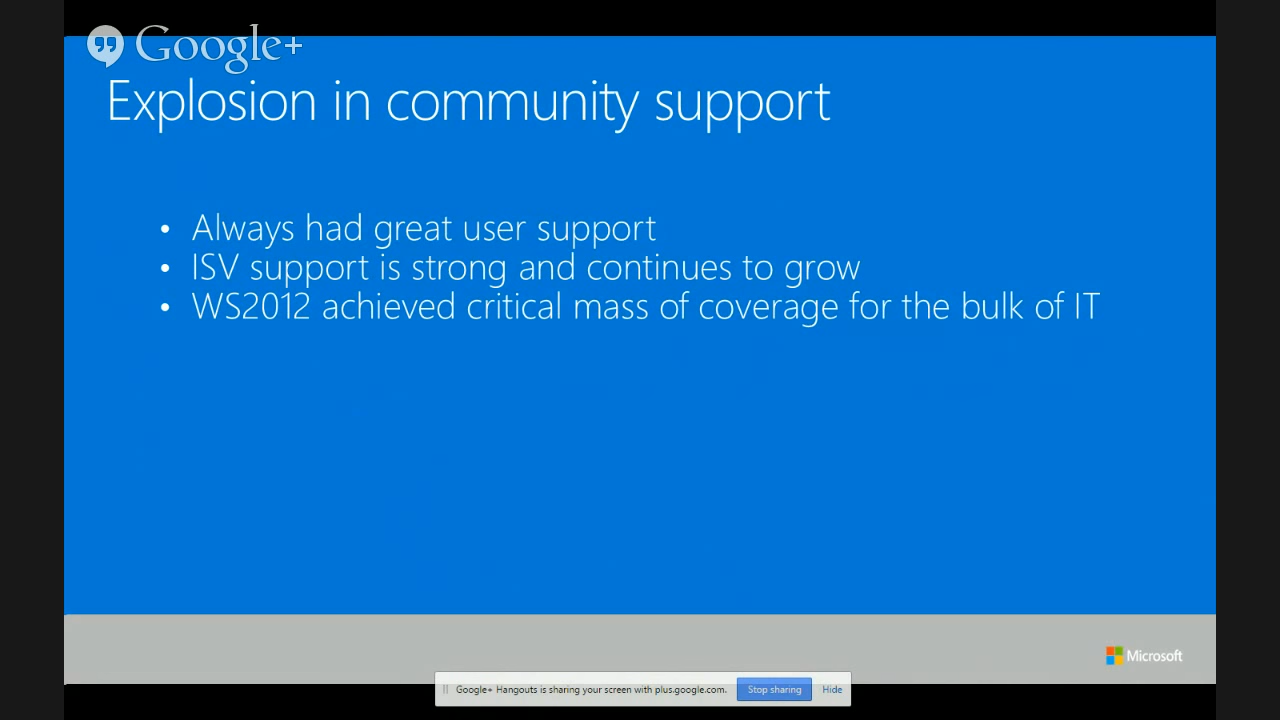 Google+
Explosion in community support
• Always had great user support
• ISV support is strong and continues to grow
• WS2012 achieved critical mass of coverage for the bulk of IT
Microsoft
Google+ Hangouts is sharing your screen with plus.google.com. Stop sharing Hide